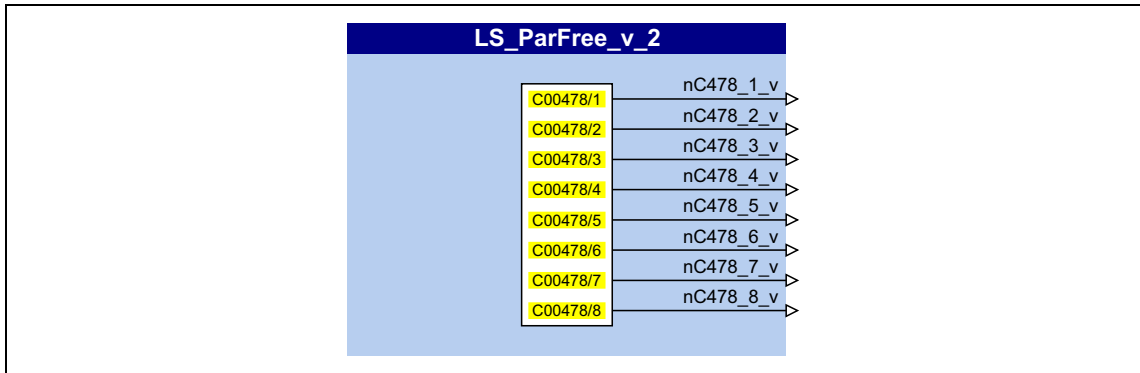 LS_ParFree_v_2
C00478/1 nC478_1_v
C00478/2 nC478_2_v
C00478/3 nC478_3_v
C00478/4 nC478_4_v
C00478/5 nC478_5_v
C00478/6 nC478_6_v
C00478/7 nC478_7_v
C00478/8 nC478_8_v